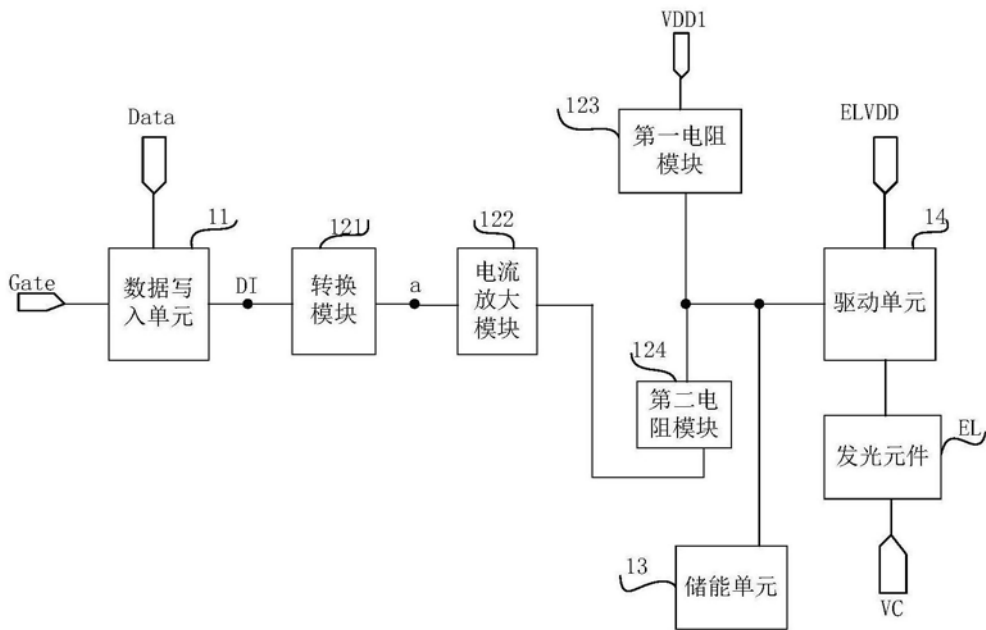 VDD1
123
第一电阻
模块
Data
ELVDD
11
121
122
14
Gate
数据写
入单元
DI
转换
模块
a
电流
放大
模块
驱动单元
124
第二电
阻模块
EL
发光元件
13
储能单元
VC